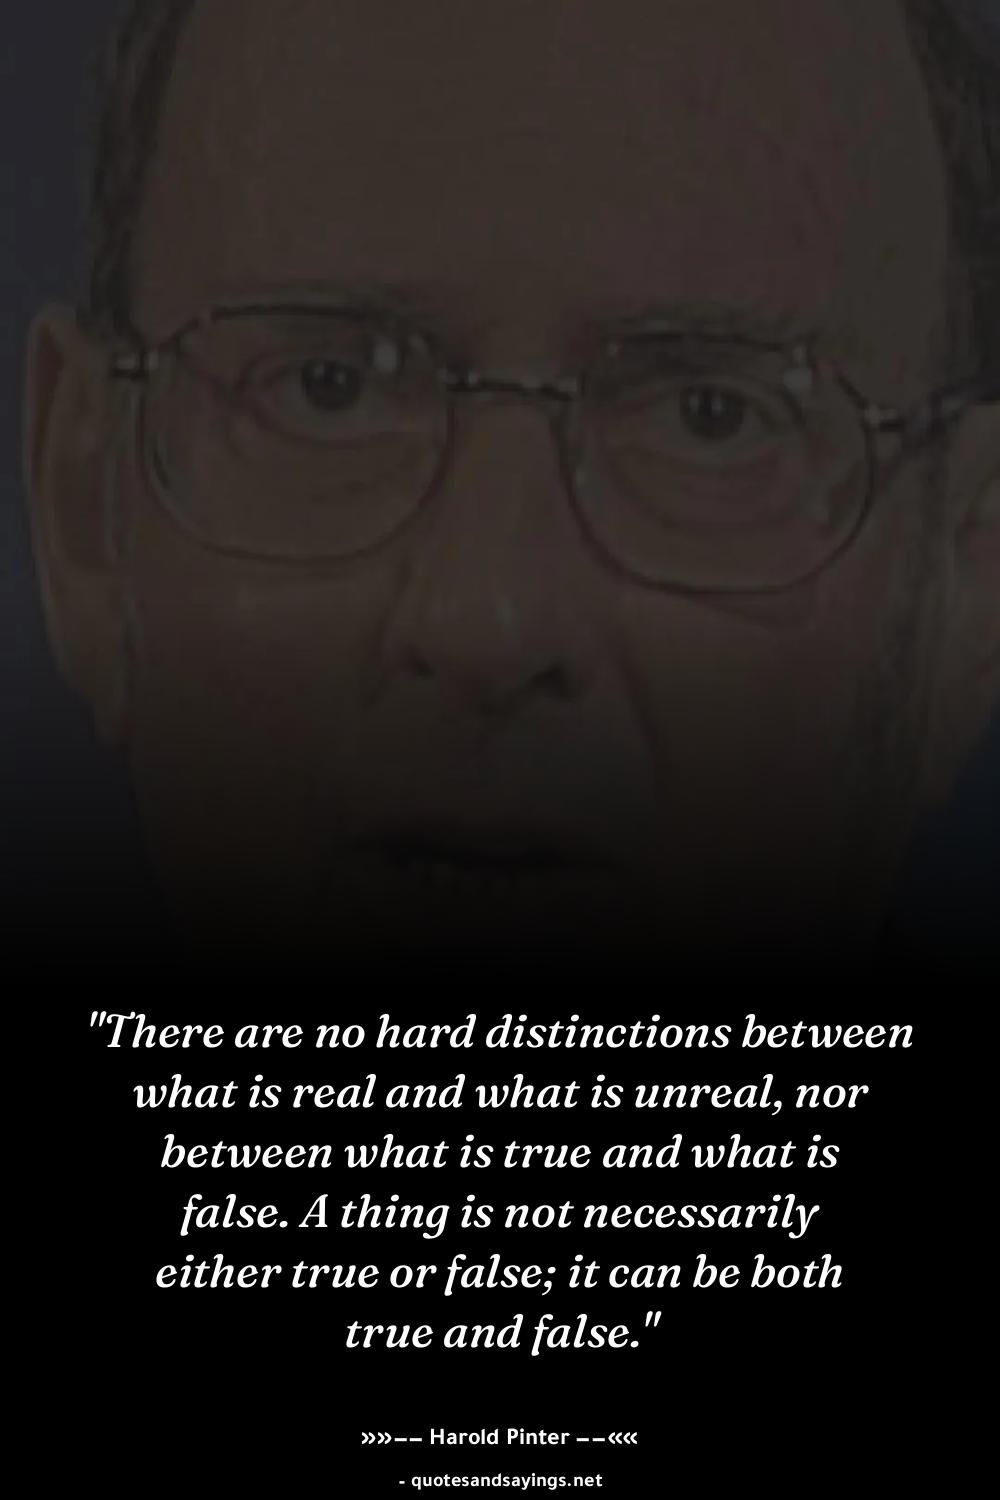 "There are no hard distinctions between
what is real and what is unreal, nor
between what is true and what is
false. A thing is not necessarily
either true or false; it can be both
true and false."
»»−− Harold Pinter −−««
- quotesandsayings.net